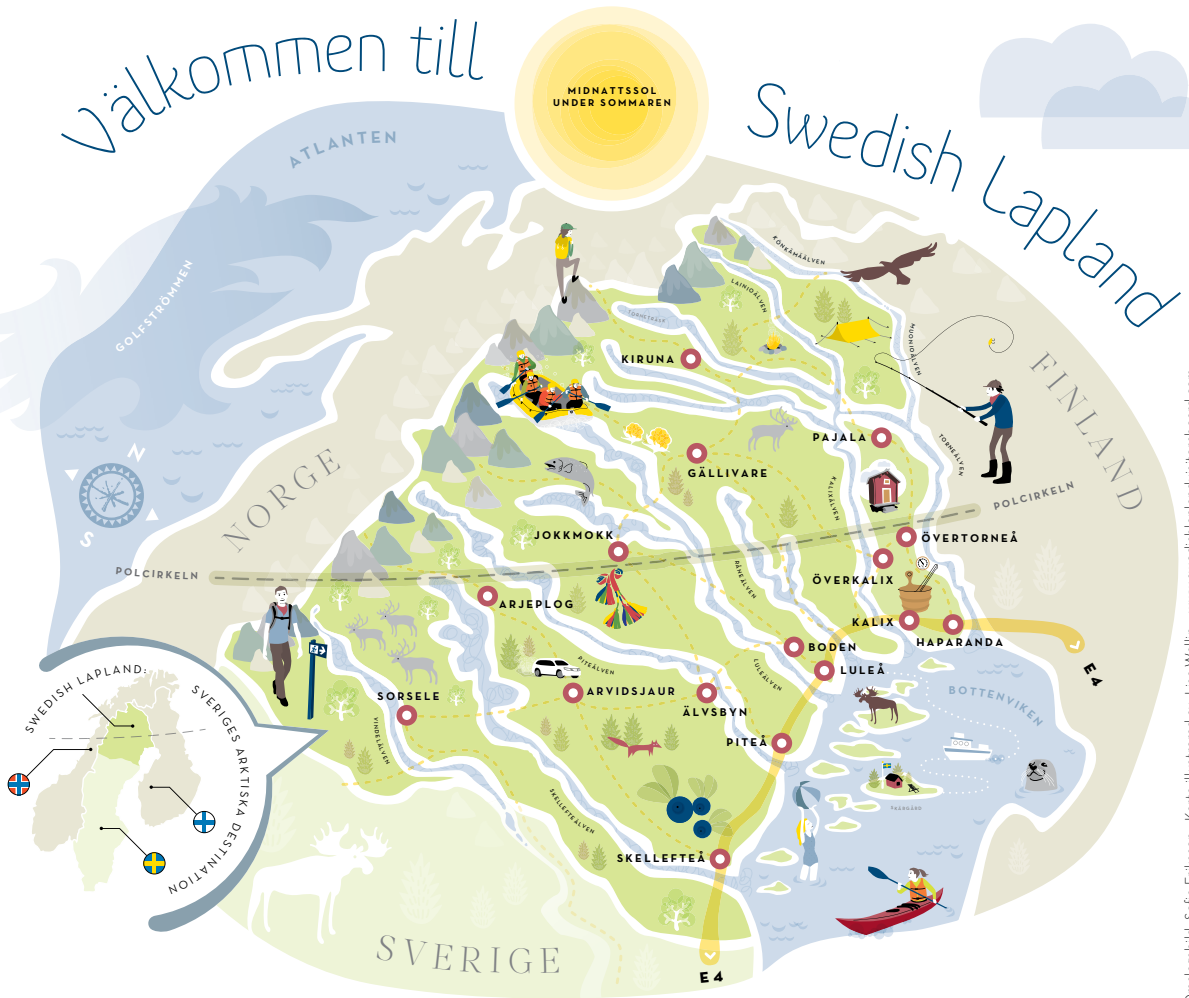 Välkommen till
Swedish Lapland
MIDNATTSSOL
UNDER SOMMAREN
ATLANTEN
GOLFSTRÖMMEN
NORGE
FINLAND
SVERIGE
N
S
POLCIRKELN
POLCIRKELN
KÖNKÄMÄÄLVEN
LAINIOÄLVEN
TORNETRÄSK
MUONIOÄLVEN
TORNEÄLVEN
KALIXÄLVEN
RÅNEÄLVEN
LULEÄLVEN
PITEÄLVEN
VINDELÄLVEN
SKELLEFTEÄLVEN
KIRUNA
PAJALA
GÄLLIVARE
JOKKMOKK
ÖVERTORNEÅ
ÖVERKALIX
ARJEPLOG
KALIX
HAPARANDA
BODEN
LULEÅ
SORSELE
ARVIDSJAUR
ÄLVSBYN
PITEÅ
SKELLEFTEÅ
BOTTENVIKEN
SKÄRGÅRD
E4
E4
SWEDISH LAPLAND:
SVERIGES ARKTISKA DESTINATION